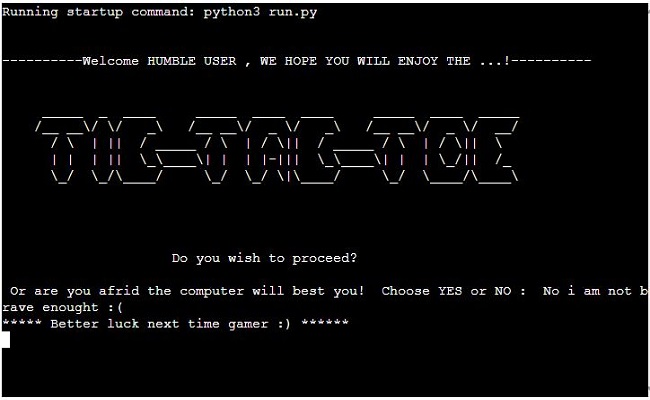 Running startup command: python3 run.py
----------Welcome HUMBLE USER , WE HOPE YOU WILL ENJOY THE ...!----------
TIC-TAC-TOE
Do you wish to proceed?
Or are you afrid the computer will best you!  Choose YES or NO :  No i am not b
rave enought :(
***** Better luck next time gamer :) ******